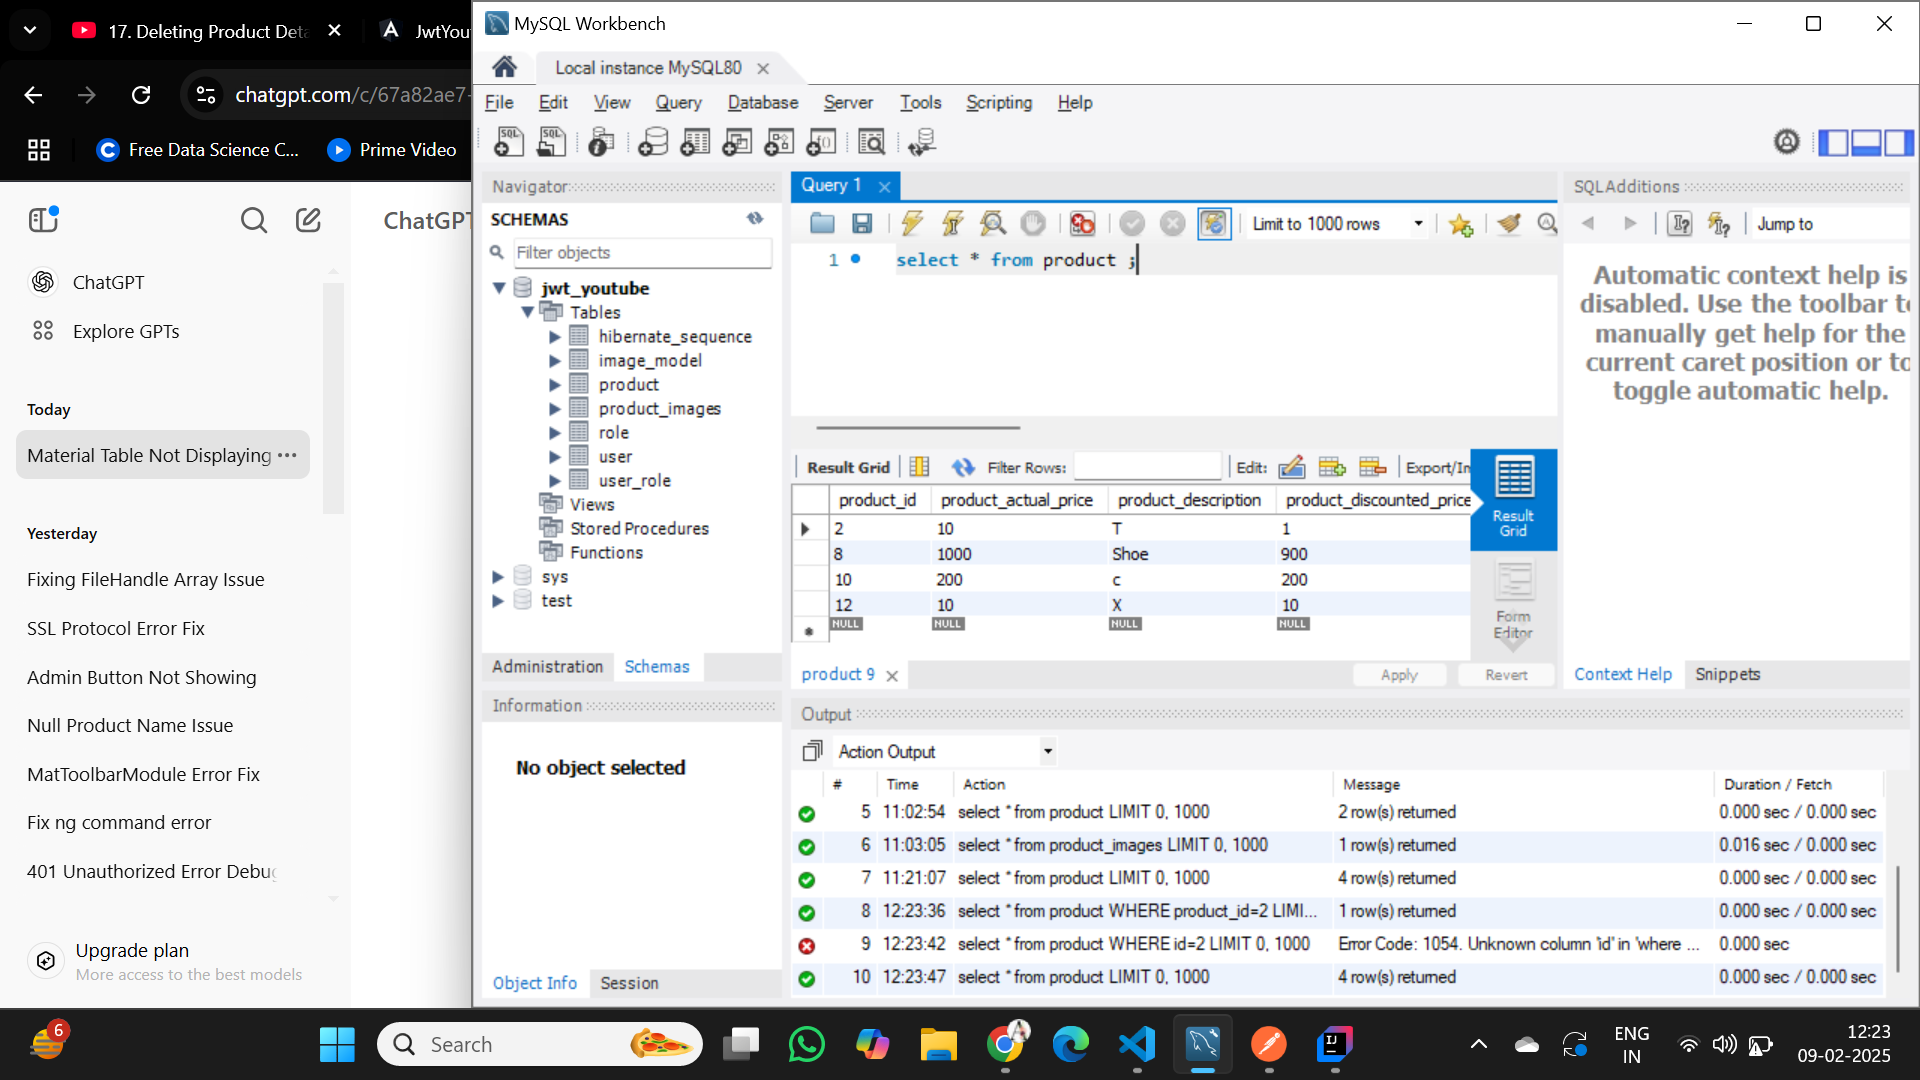 17. Deleting Product Deta
JwtYou
chatgpt.com/c/67a82ae7-
Free Data Science C...
Prime Video
ChatGPT
ChatGPT
Explore GPTs
Today
Material Table Not Displaying
Yesterday
Fixing FileHandle Array Issue
SSL Protocol Error Fix
Admin Button Not Showing
Null Product Name Issue
MatToolbarModule Error Fix
Fix ng command error
401 Unauthorized Error Debug
Upgrade plan
More access to the best models
MySQL Workbench
Local instance MySQL80
File Edit View Query Database Server Tools Scripting Help
Navigator
SCHEMAS
Filter objects
jwt_youtube
Tables
hibernate_sequence
image_model
product
product_images
role
user
user_role
Views
Stored Procedures
Functions
sys
test
Administration Schemas
Information
No object selected
Object Info Session
Query 1
Limit to 1000 rows
1 select * from product ;
Result Grid Filter Rows: Edit: Export/Im
product_id product_actual_price product_description product_discounted_price
2 10 T 1
8 1000 Shoe 900
10 200 c 200
12 10 X 10
NULL NULL NULL NULL
Result
Grid
Form
Editor
product 9
Apply Revert
SQLAdditions
Jump to
Automatic context help is
disabled. Use the toolbar to
manually get help for the
current caret position or to
toggle automatic help.
Context Help Snippets
Output
Action Output
# Time Action Message Duration / Fetch
5 11:02:54 select * from product LIMIT 0, 1000 2 row(s) returned 0.000 sec / 0.000 sec
6 11:03:05 select * from product_images LIMIT 0, 1000 1 row(s) returned 0.016 sec / 0.000 sec
7 11:21:07 select * from product LIMIT 0, 1000 4 row(s) returned 0.000 sec / 0.000 sec
8 12:23:36 select * from product WHERE product_id=2 LIMI... 1 row(s) returned 0.000 sec / 0.000 sec
9 12:23:42 select * from product WHERE id=2 LIMIT 0, 1000 Error Code: 1054. Unknown column 'id' in 'where ... 0.000 sec
10 12:23:47 select * from product LIMIT 0, 1000 4 row(s) returned 0.000 sec / 0.000 sec
6
Search
ENG
IN
12:23
09-02-2025